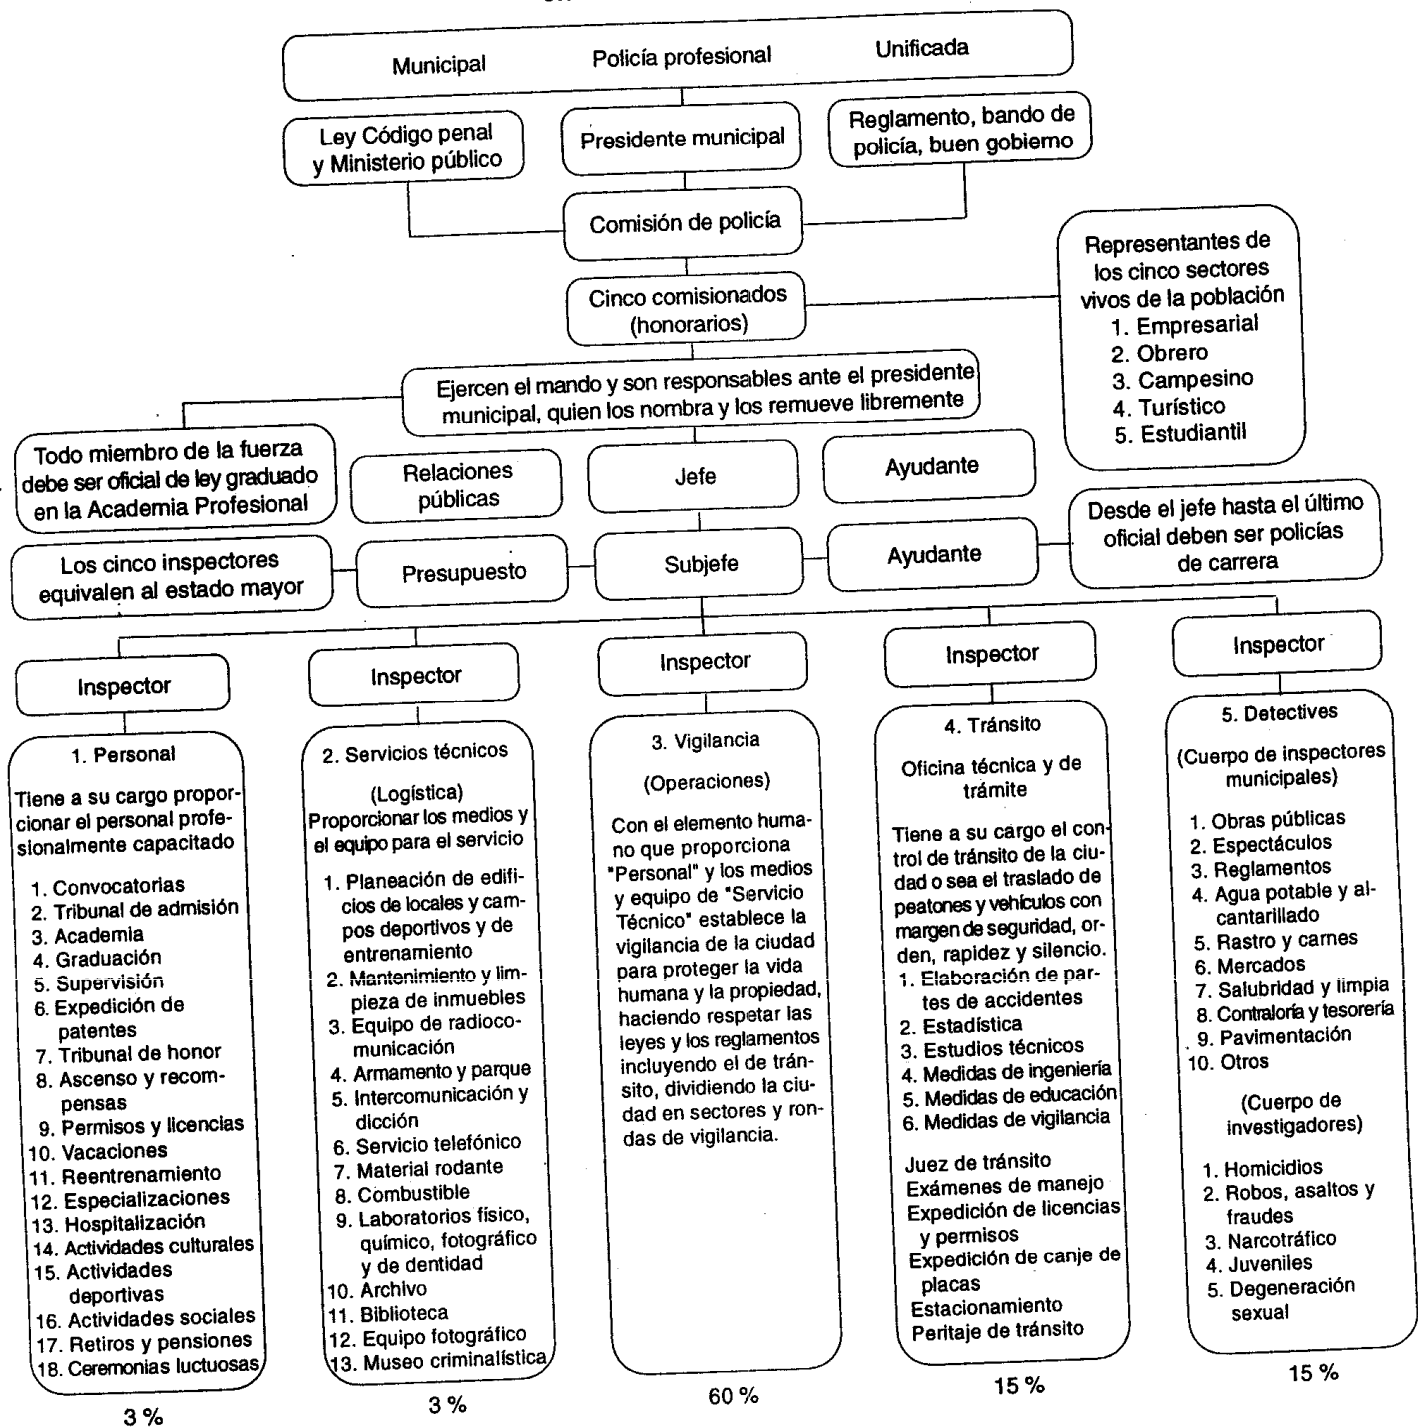 Municipal Policía profesional Unificada
Ley Código penal
y Ministerio público
Presidente municipal
Reglamento, bando de
policía, buen gobierno
Comisión de policía
Cinco comisionados
(honorarios)
Representantes de
los cinco sectores
vivos de la población
1. Empresarial
2. Obrero
3. Campesino
4. Turístico
5. Estudiantil
Ejercen el mando y son responsables ante el presidente
municipal, quien los nombra y los remueve libremente
Todo miembro de la fuerza
debe ser oficial de ley graduado
en la Academia Profesional
Relaciones
públicas
Jefe
Ayudante
Desde el jefe hasta el último
oficial deben ser policías
de carrera
Los cinco inspectores
equivalen al estado mayor
Presupuesto
Subjefe
Ayudante
Inspector
Inspector
Inspector
Inspector
Inspector
1. Personal
Tiene a su cargo propor-
cionar el personal profe-
sionalmente capacitado
1. Convocatorias
2. Tribunal de admisión
3. Academia
4. Graduación
5. Supervisión
6. Expedición de
patentes
7. Tribunal de honor
8. Ascenso y recom-
pensas
9. Permisos y licencias
10. Vacaciones
11. Reentrenamiento
12. Especializaciones
13. Hospitalización
14. Actividades culturales
15. Actividades
deportivas
16. Actividades sociales
17. Retiros y pensiones
18. Ceremonias luctuosas
3 %
2. Servicios técnicos
(Logística)
Proporcionar los medios y
el equipo para el servicio
1. Planeación de edifi-
cios de locales y cam-
pos deportivos y de
entrenamiento
2. Mantenimiento y lim-
pieza de inmuebles
3. Equipo de radioco-
municación
4. Armamento y parque
5. Intercomunicación y
dicción
6. Servicio telefónico
7. Material rodante
8. Combustible
9. Laboratorios físico,
químico, fotográfico
y de dentidad
10. Archivo
11. Biblioteca
12. Equipo fotográfico
13. Museo criminalística
3 %
3. Vigilancia
(Operaciones)
Con el elemento huma-
no que proporciona
"Personal" y los medios
y equipo de "Servicio
Técnico" establece la
vigilancia de la ciudad
para proteger la vida
humana y la propiedad,
haciendo respetar las
leyes y los reglamentos
incluyendo el de trán-
sito, dividiendo la ciu-
dad en sectores y ron-
das de vigilancia.
60 %
4. Tránsito
Oficina técnica y de
trámite
Tiene a su cargo el con-
trol de tránsito de la ciu-
dad o sea el traslado de
peatones y vehículos con
margen de seguridad, or-
den, rapidez y silencio.
1. Elaboración de par-
tes de accidentes
2. Estadística
3. Estudios técnicos
4. Medidas de ingeniería
5. Medidas de educación
6. Medidas de vigilancia
Juez de tránsito
Exámenes de manejo
Expedición de licencias
y permisos
Expedición de canje de
placas
Estacionamiento
Peritaje de tránsito
15 %
5. Detectives
(Cuerpo de inspectores
municipales)
1. Obras públicas
2. Espectáculos
3. Reglamentos
4. Agua potable y al-
cantarillado
5. Rastro y carnes
6. Mercados
7. Salubridad y limpia
8. Contraloría y tesorería
9. Pavimentación
10. Otros
(Cuerpo de
investigadores)
1. Homicidios
2. Robos, asaltos y
fraudes
3. Narcotráfico
4. Juveniles
5. Degeneración
sexual
15 %